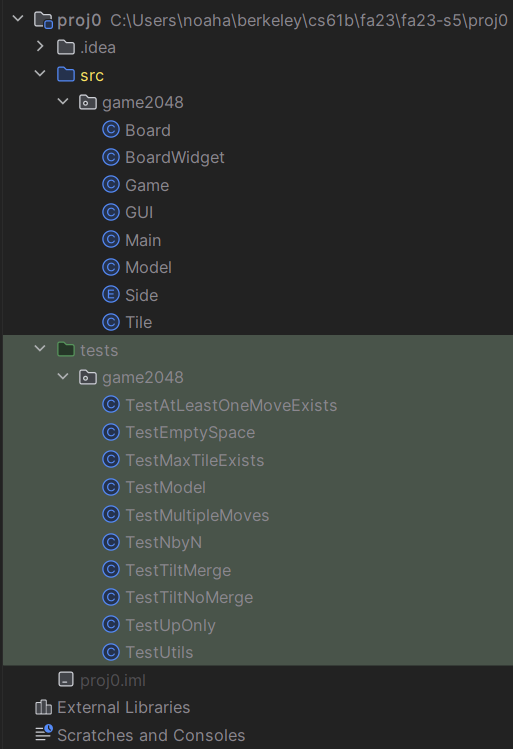 proj0 C:\Users\noaha\berkeley\cs61b\fa23\fa23-s5\proj0
.idea
src
game2048
Board
BoardWidget
Game
GUI
Main
Model
Side
Tile
tests
game2048
TestAtLeastOneMoveExists
TestEmptySpace
TestMaxTileExists
TestModel
TestMultipleMoves
TestNbyN
TestTiltMerge
TestTiltNoMerge
TestUpOnly
TestUtils
proj0.iml
External Libraries
Scratches and Consoles